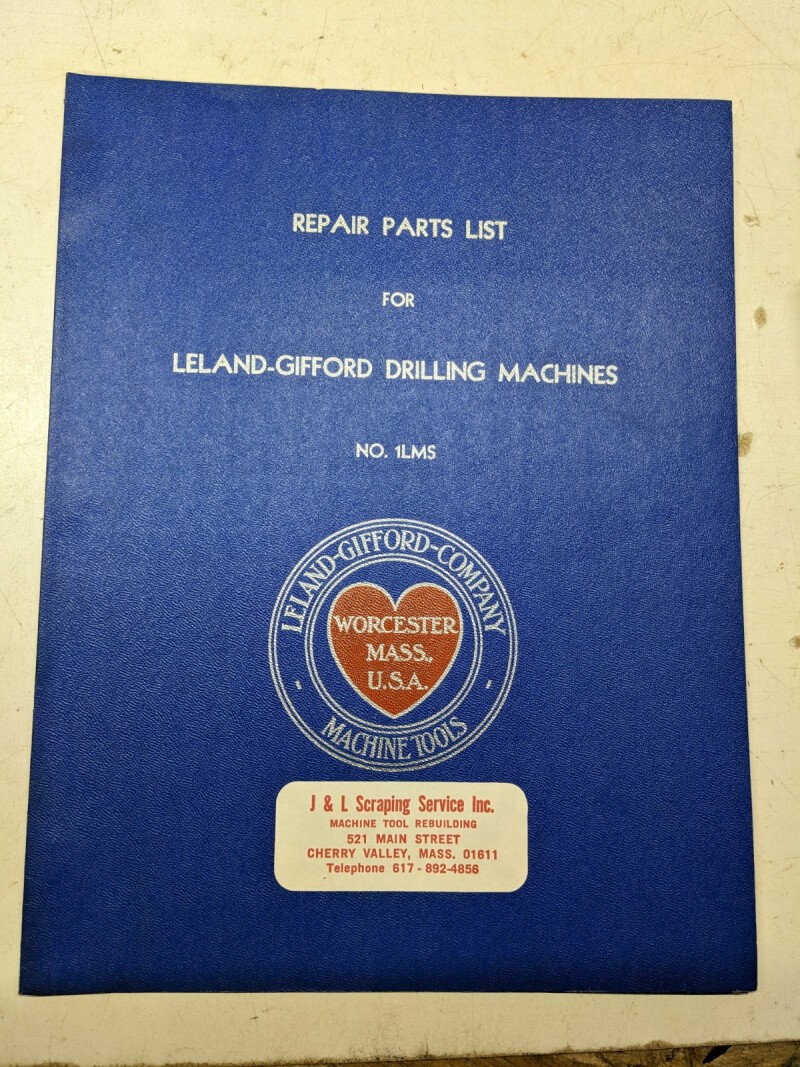 REPAIR PARTS LIST
FOR
LELAND-GIFFORD DRILLING MACHINES
NO. 1LMS
LELAND-GIFFORD-COMPANY
WORCESTER
MASS.,
U.S.A.
- MACHINE TOOLS -
J & L Scraping Service Inc.
MACHINE TOOL REBUILDING
521 MAIN STREET
CHERRY VALLEY, MASS. 01611
Telephone 617 - 892-4856